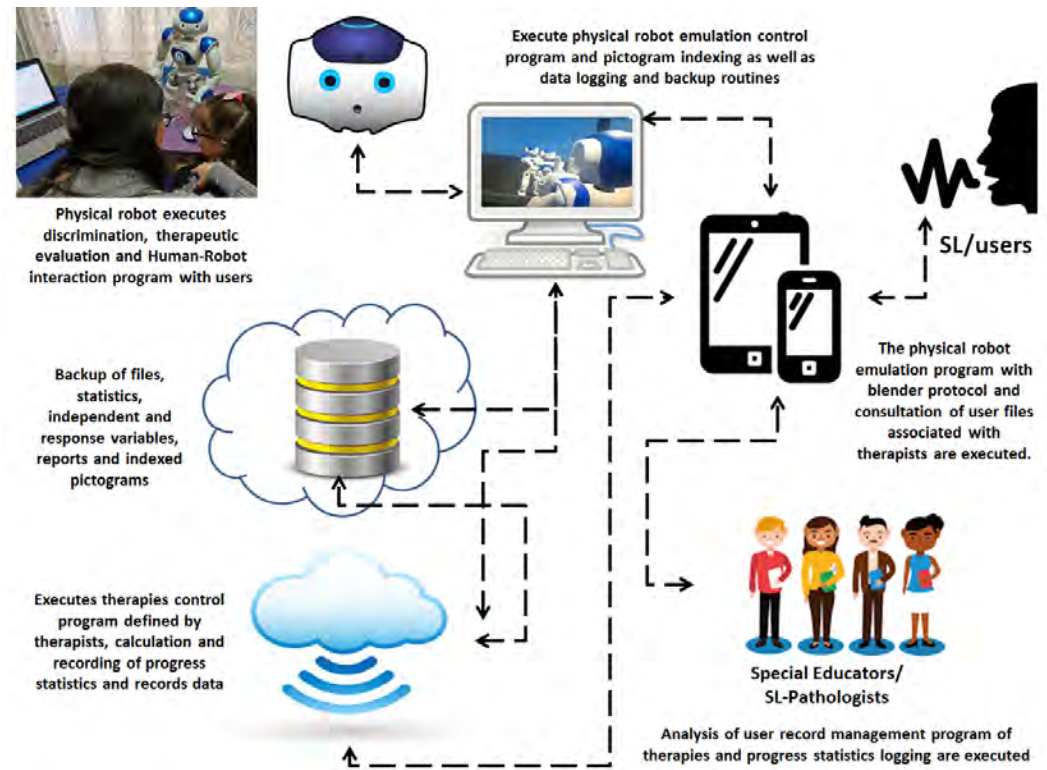 Execute physical robot emulation control
program and pictogram indexing as well as
data logging and backup routines
Physical robot executes
discrimination, therapeutic
evaluation and Human-Robot
interaction program with users
SL/users
Backup of files,
statistics,
independent and
response variables,
reports and indexed
pictograms
The physical robot
emulation program with
blender protocol and
consultation of user files
associated with
therapists are executed.
Executes therapies control
program defined by
therapists, calculation and
recording of progress
statistics and records data
Special Educators/
SL-Pathologists
Analysis of user record management program of
therapies and progress statistics logging are executed